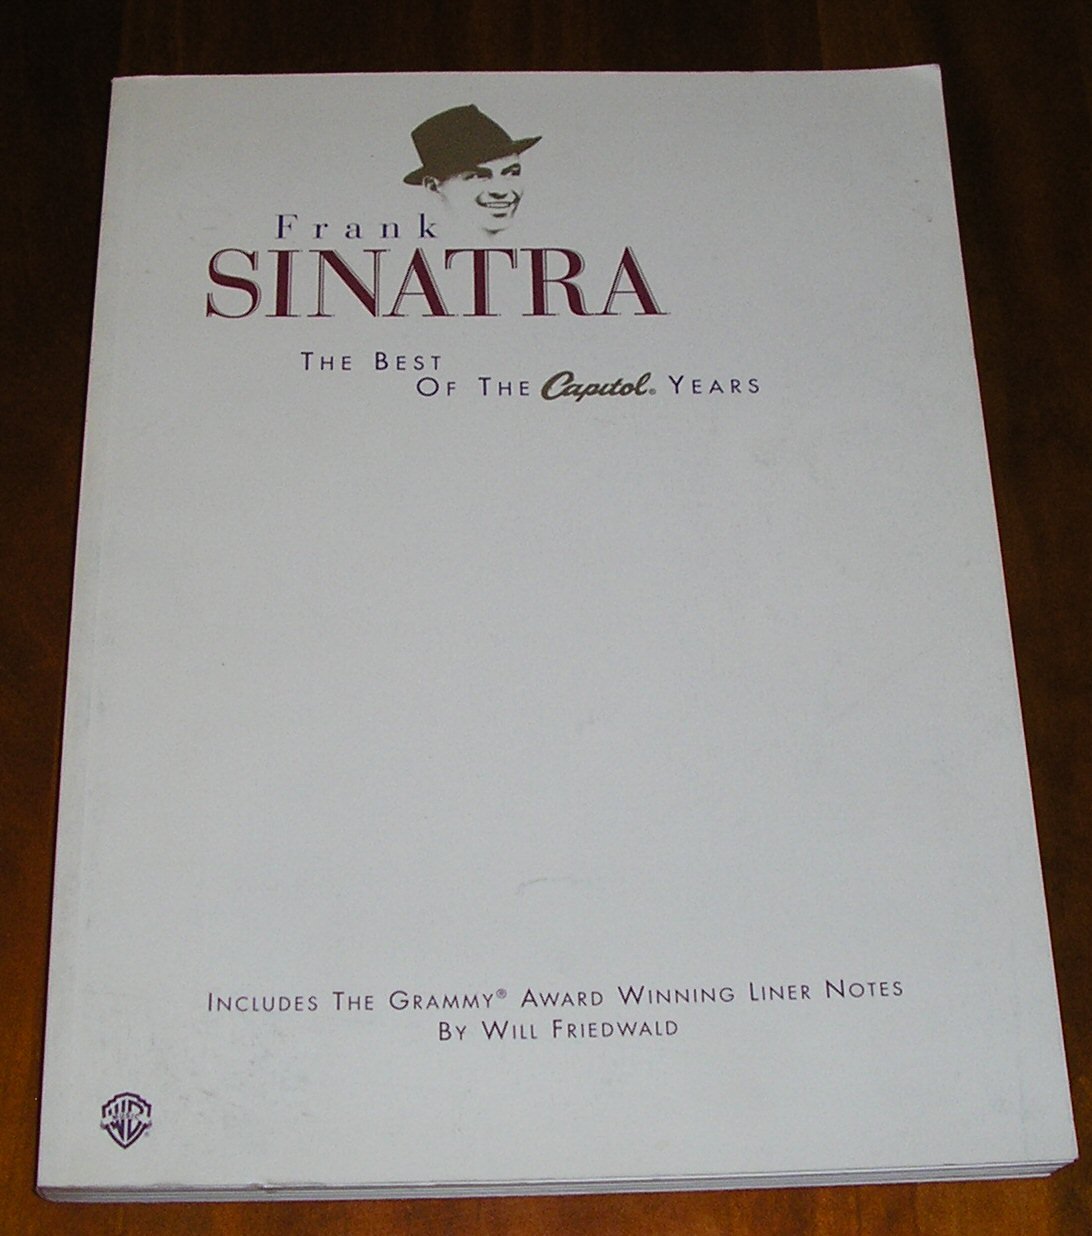 Frank
SINATRA
THE BEST
OF THE Capitol® YEARS
INCLUDES THE GRAMMY® AWARD WINNING LINER NOTES
BY WILL FRIEDWALD
WB
MUSIC